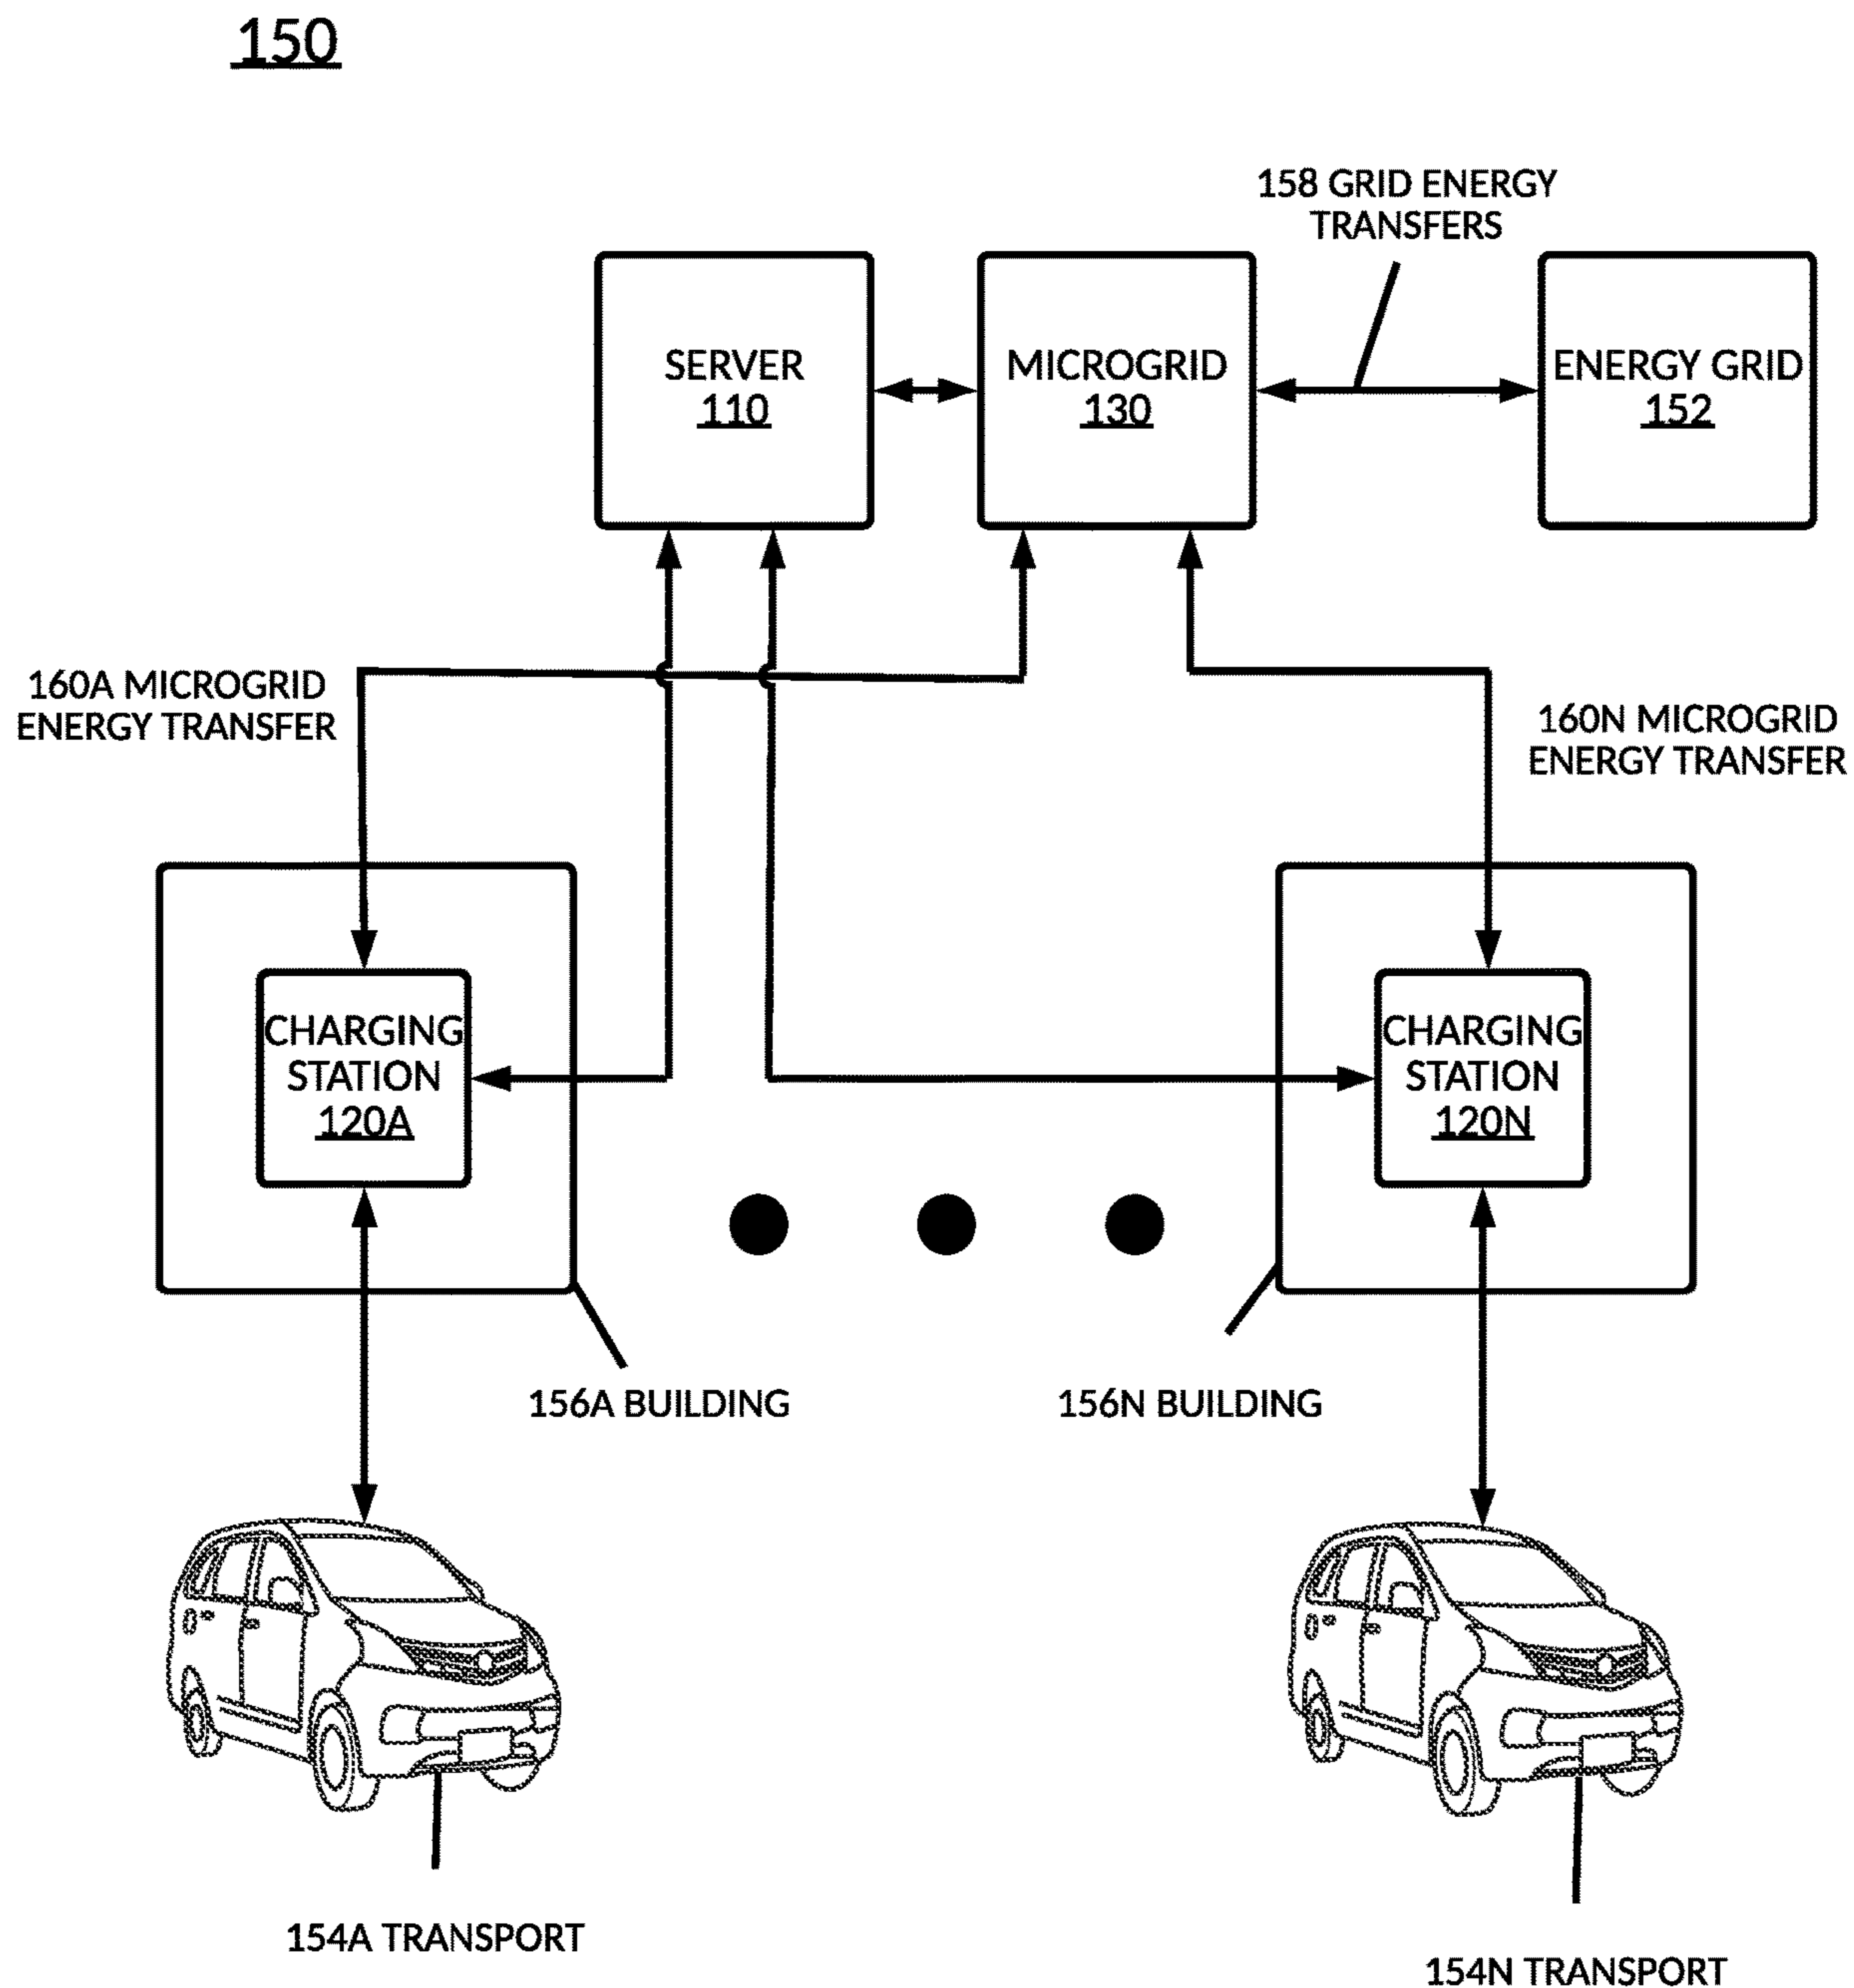 150
158 GRID ENERGY
TRANSFERS
SERVER
110
MICROGRID
130
ENERGY GRID
152
160A MICROGRID
ENERGY TRANSFER
160N MICROGRID
ENERGY TRANSFER
CHARGING
STATION
120A
CHARGING
STATION
120N
156A BUILDING
156N BUILDING
154A TRANSPORT
154N TRANSPORT